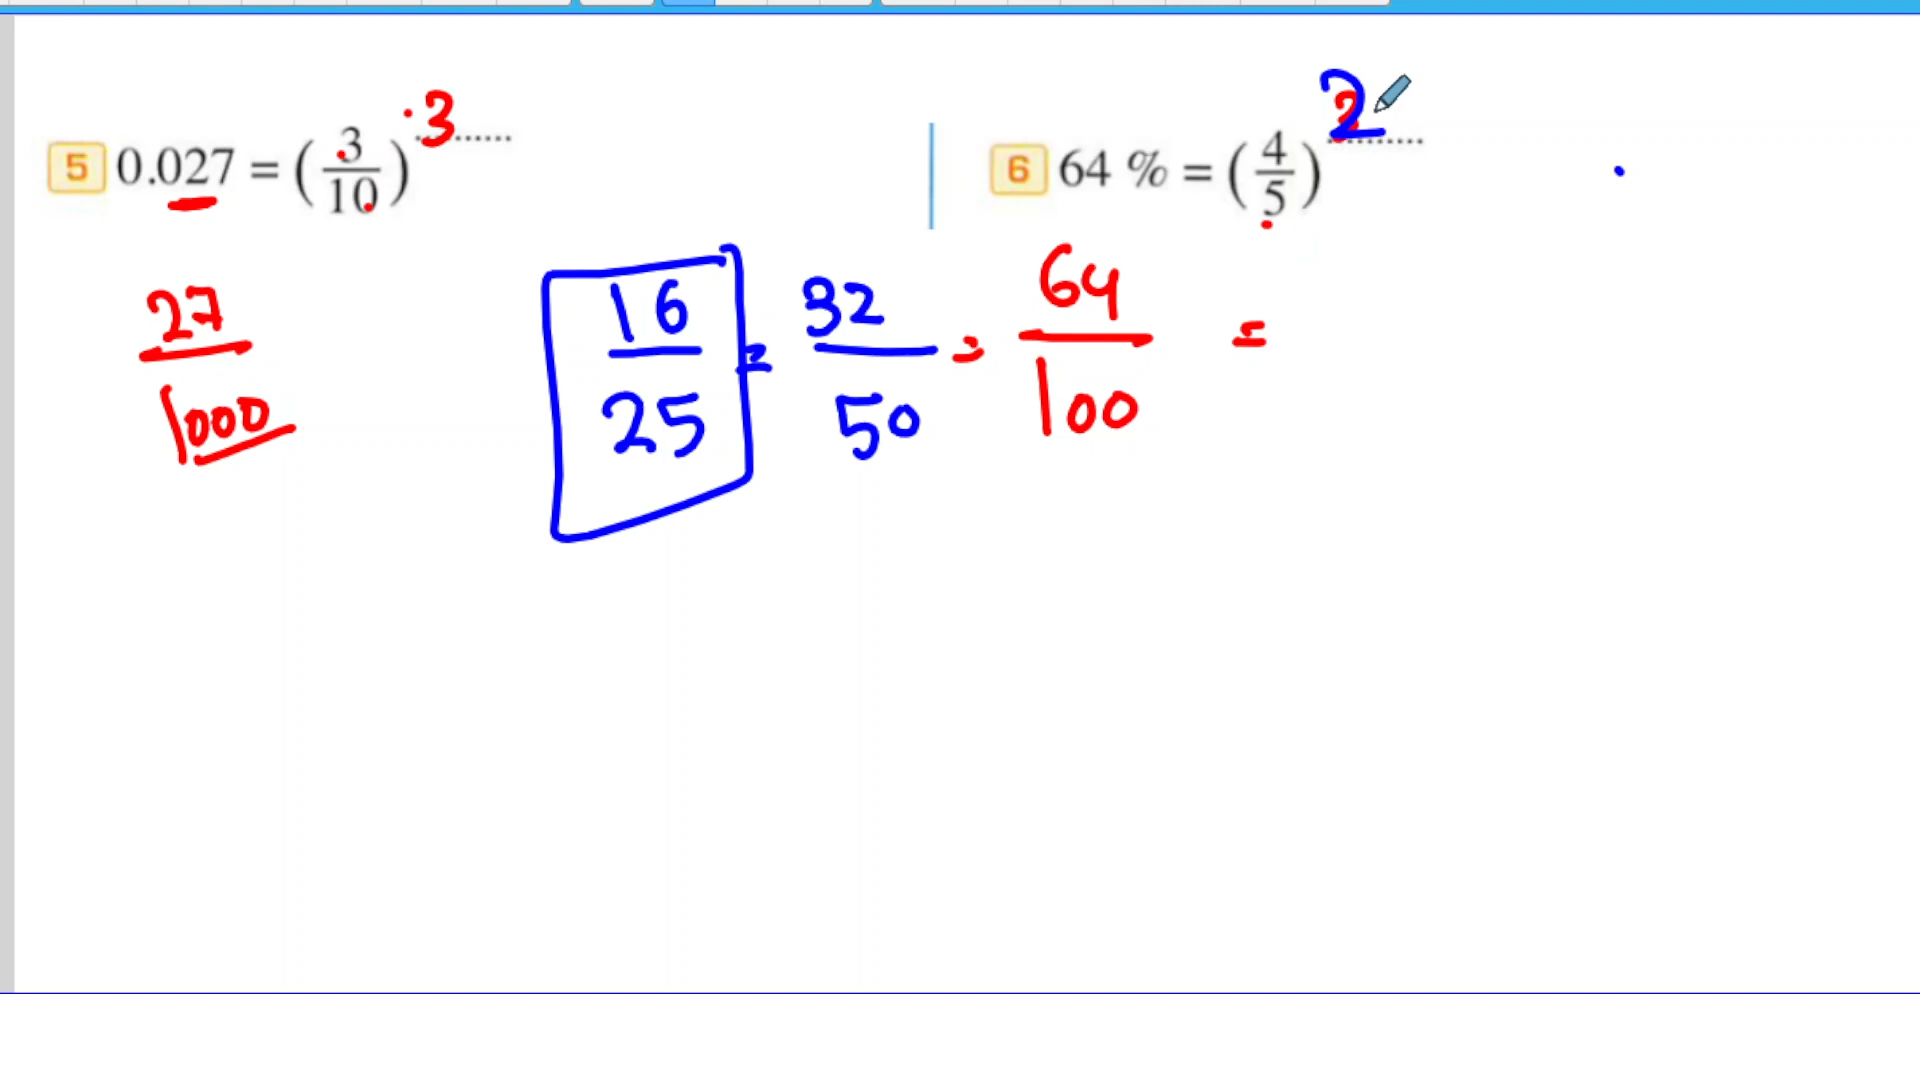 5 0.027 = (3/10)^3 ..........
6 64 % = (4/5)^2 ..........
27/1000
16/25 = 32/50 = 64/100 =